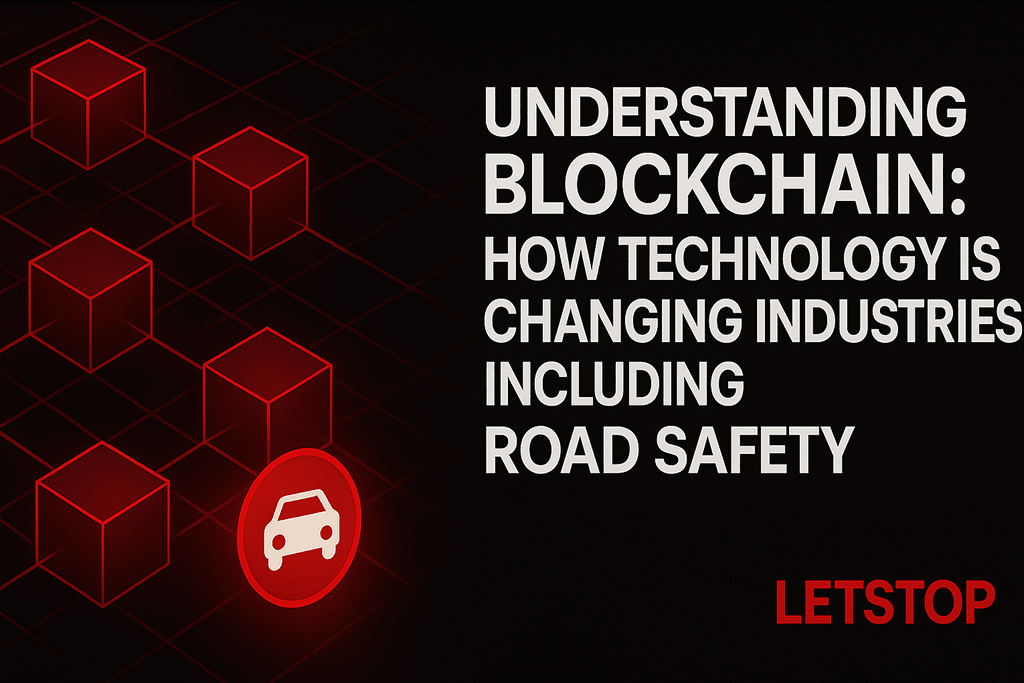 UNDERSTANDING
BLOCKCHAIN:
HOW TECHNOLOGY IS
CHANGING INDUSTRIES
INCLUDING
ROAD SAFETY
LETSTOP